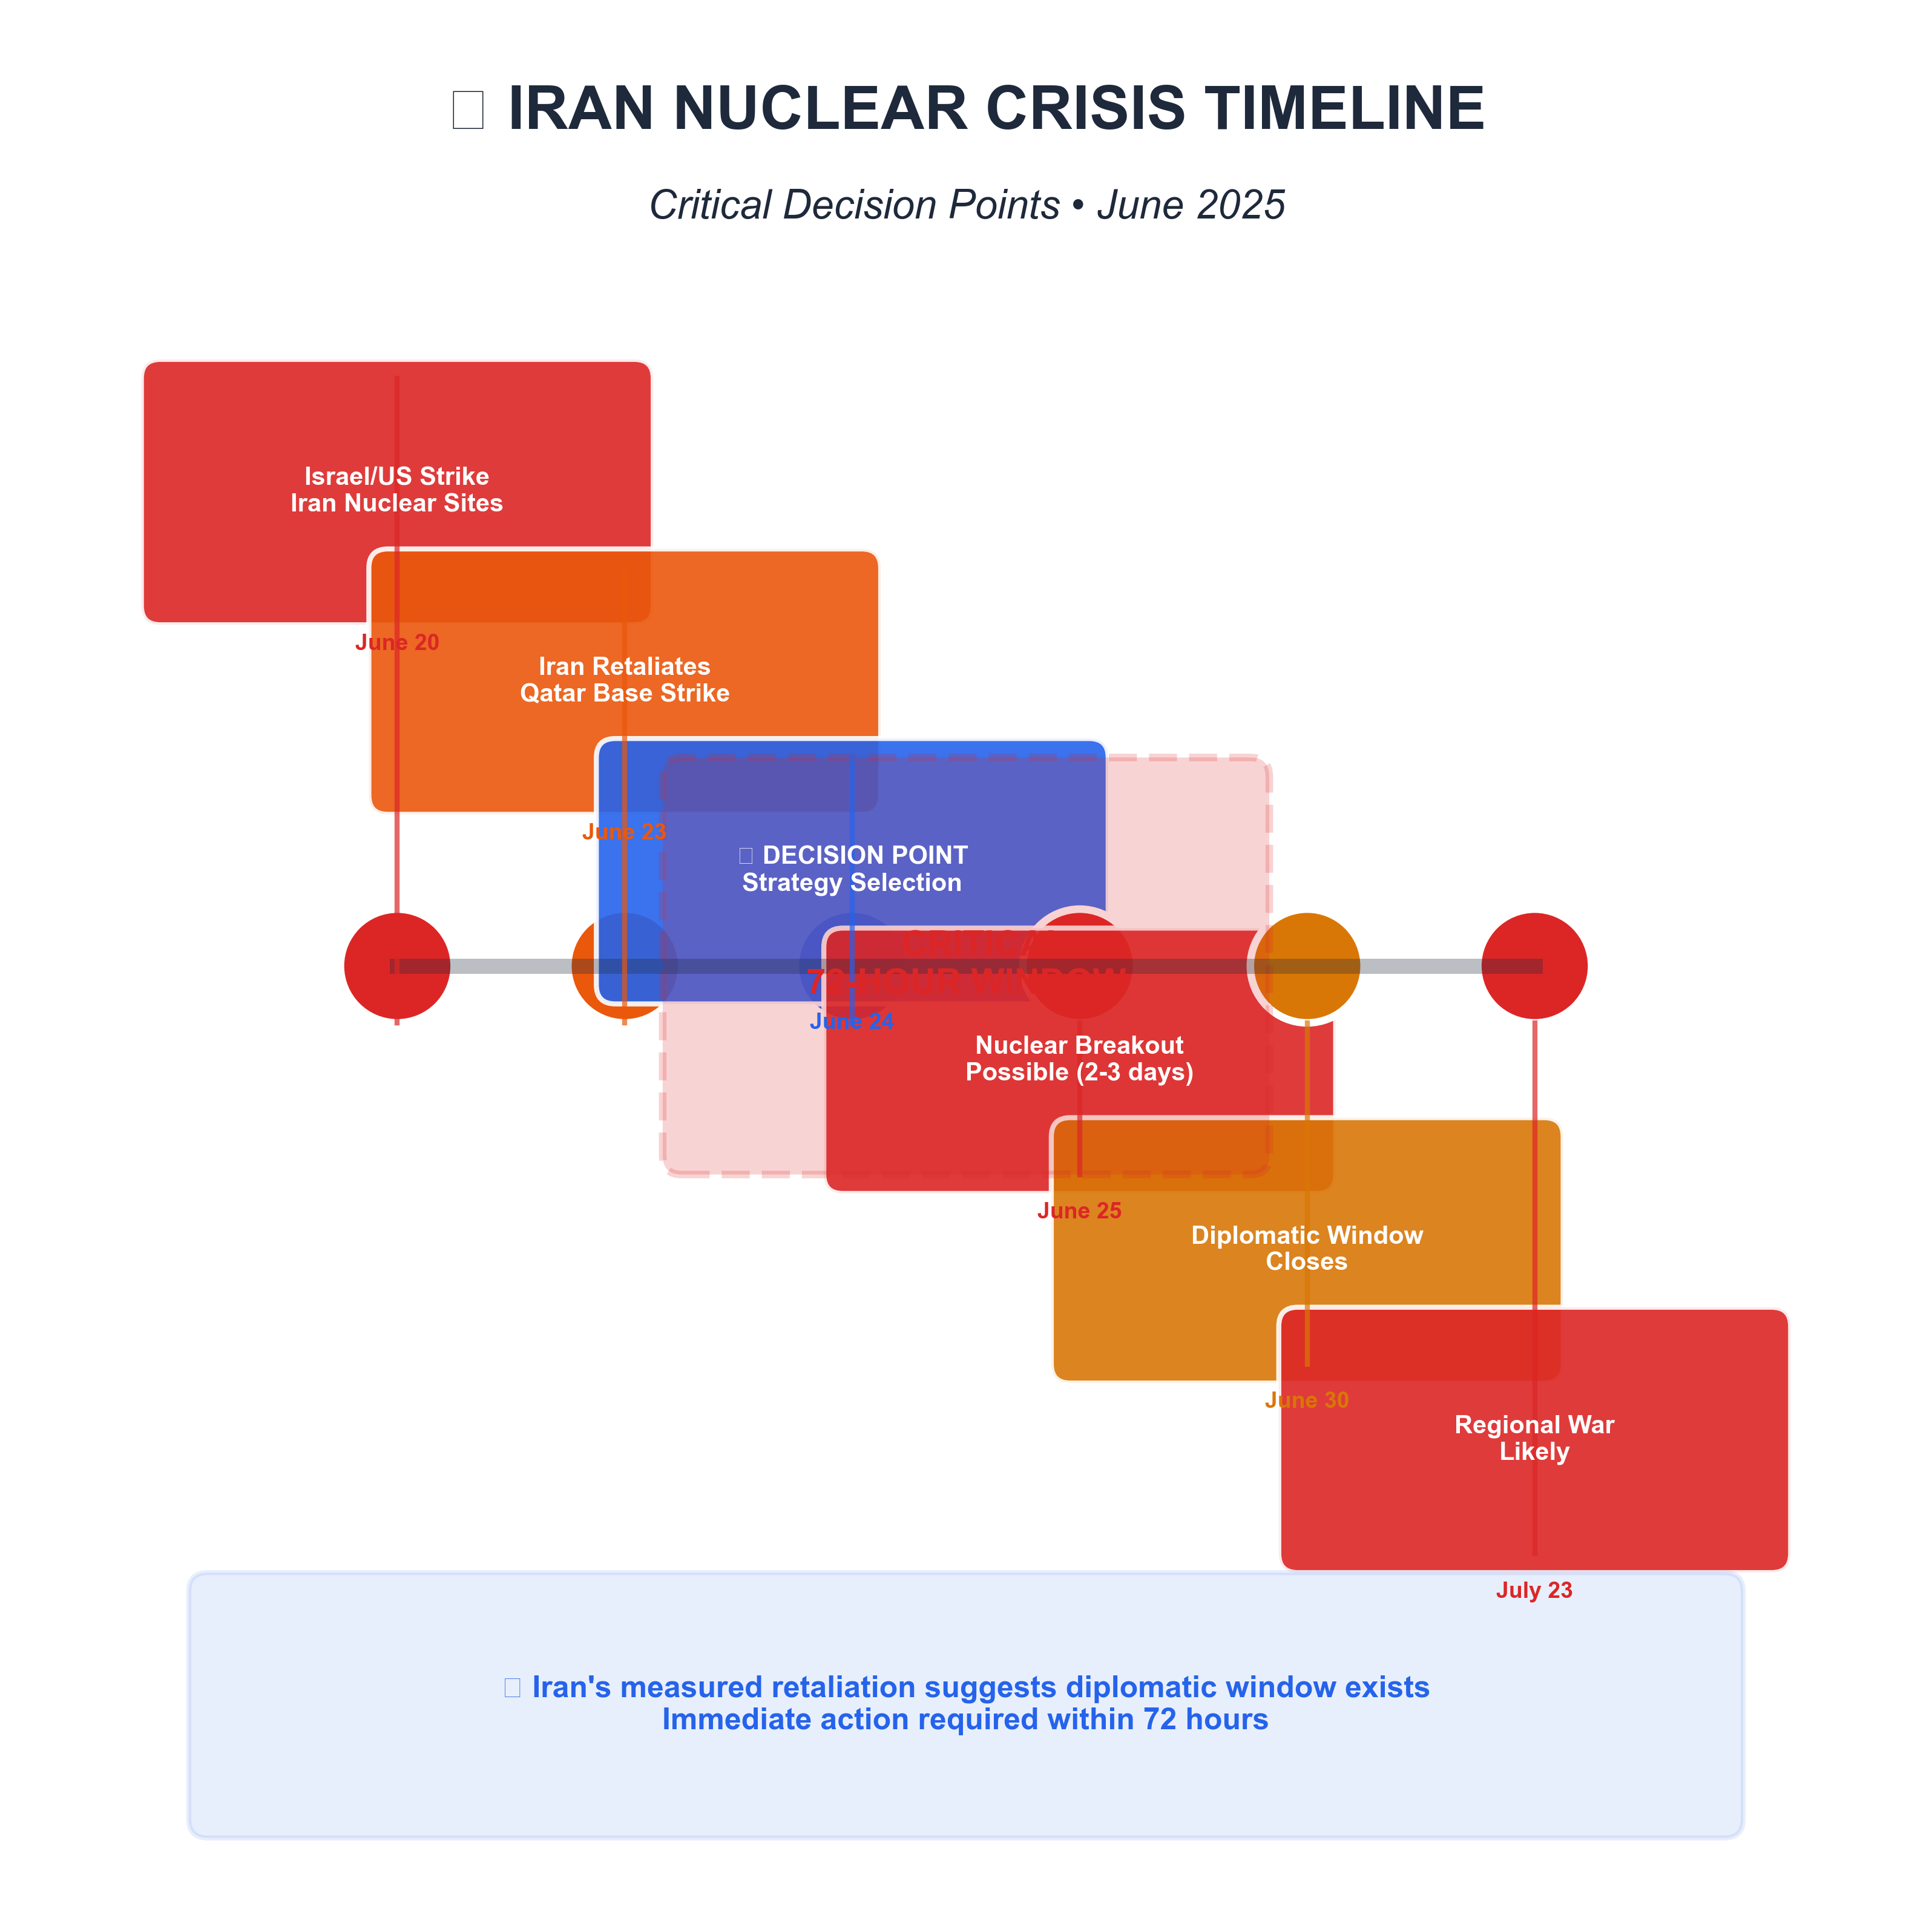 IRAN NUCLEAR CRISIS TIMELINE
Critical Decision Points • June 2025
Israel/US Strike
Iran Nuclear Sites
June 20
Iran Retaliates
Qatar Base Strike
June 23
DECISION POINT
Strategy Selection
CRITICAL
72-HOUR WINDOW
June 24
Nuclear Breakout
Possible (2-3 days)
June 25
Diplomatic Window
Closes
June 30
Regional War
Likely
July 23
Iran's measured retaliation suggests diplomatic window exists
Immediate action required within 72 hours